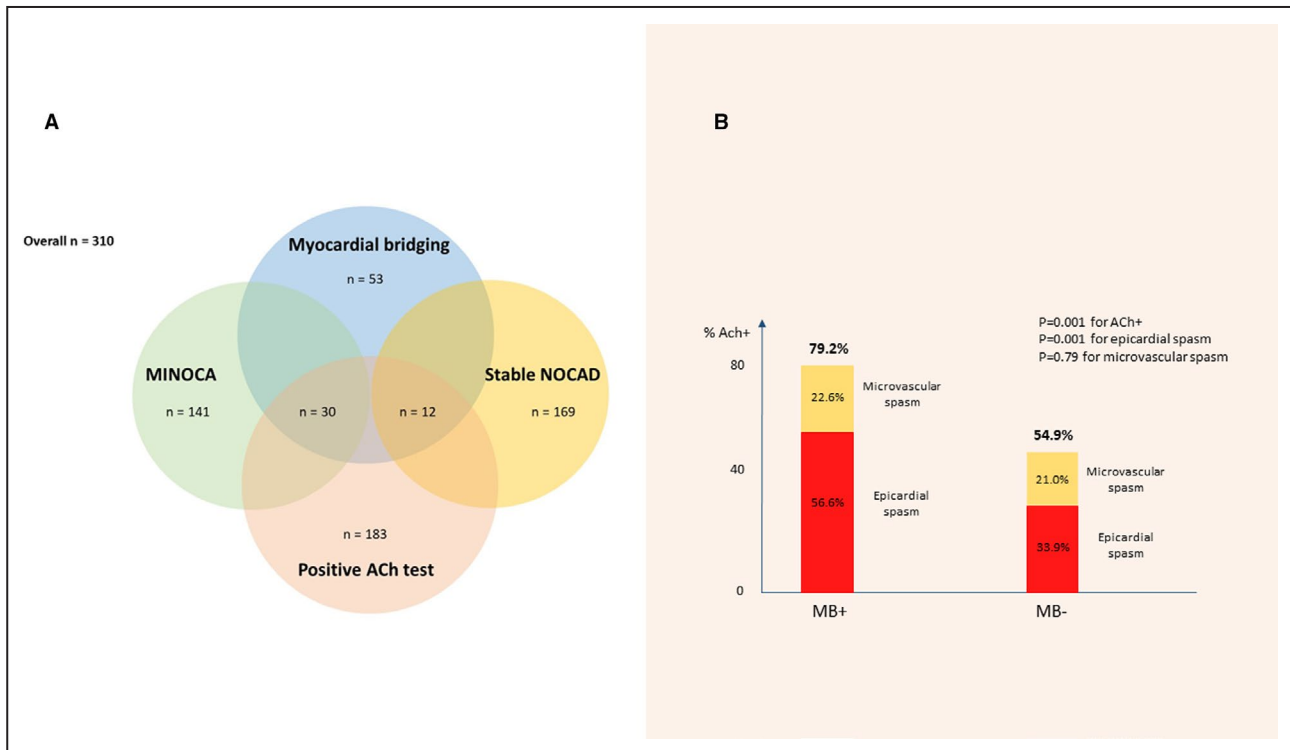 A
Overall n = 310
Myocardial bridging
n = 53
MINOCA
n = 141
n = 30
n = 12
Stable NOCAD
n = 169
n = 183
Positive ACh test
B
P=0.001 for ACh+
P=0.001 for epicardial spasm
P=0.79 for microvascular spasm
% Ach+
80
40
0
79.2%
22.6%
Microvascular
spasm
56.6%
Epicardial
spasm
MB+
54.9%
21.0%
Microvascular
spasm
33.9%
Epicardial
spasm
MB-